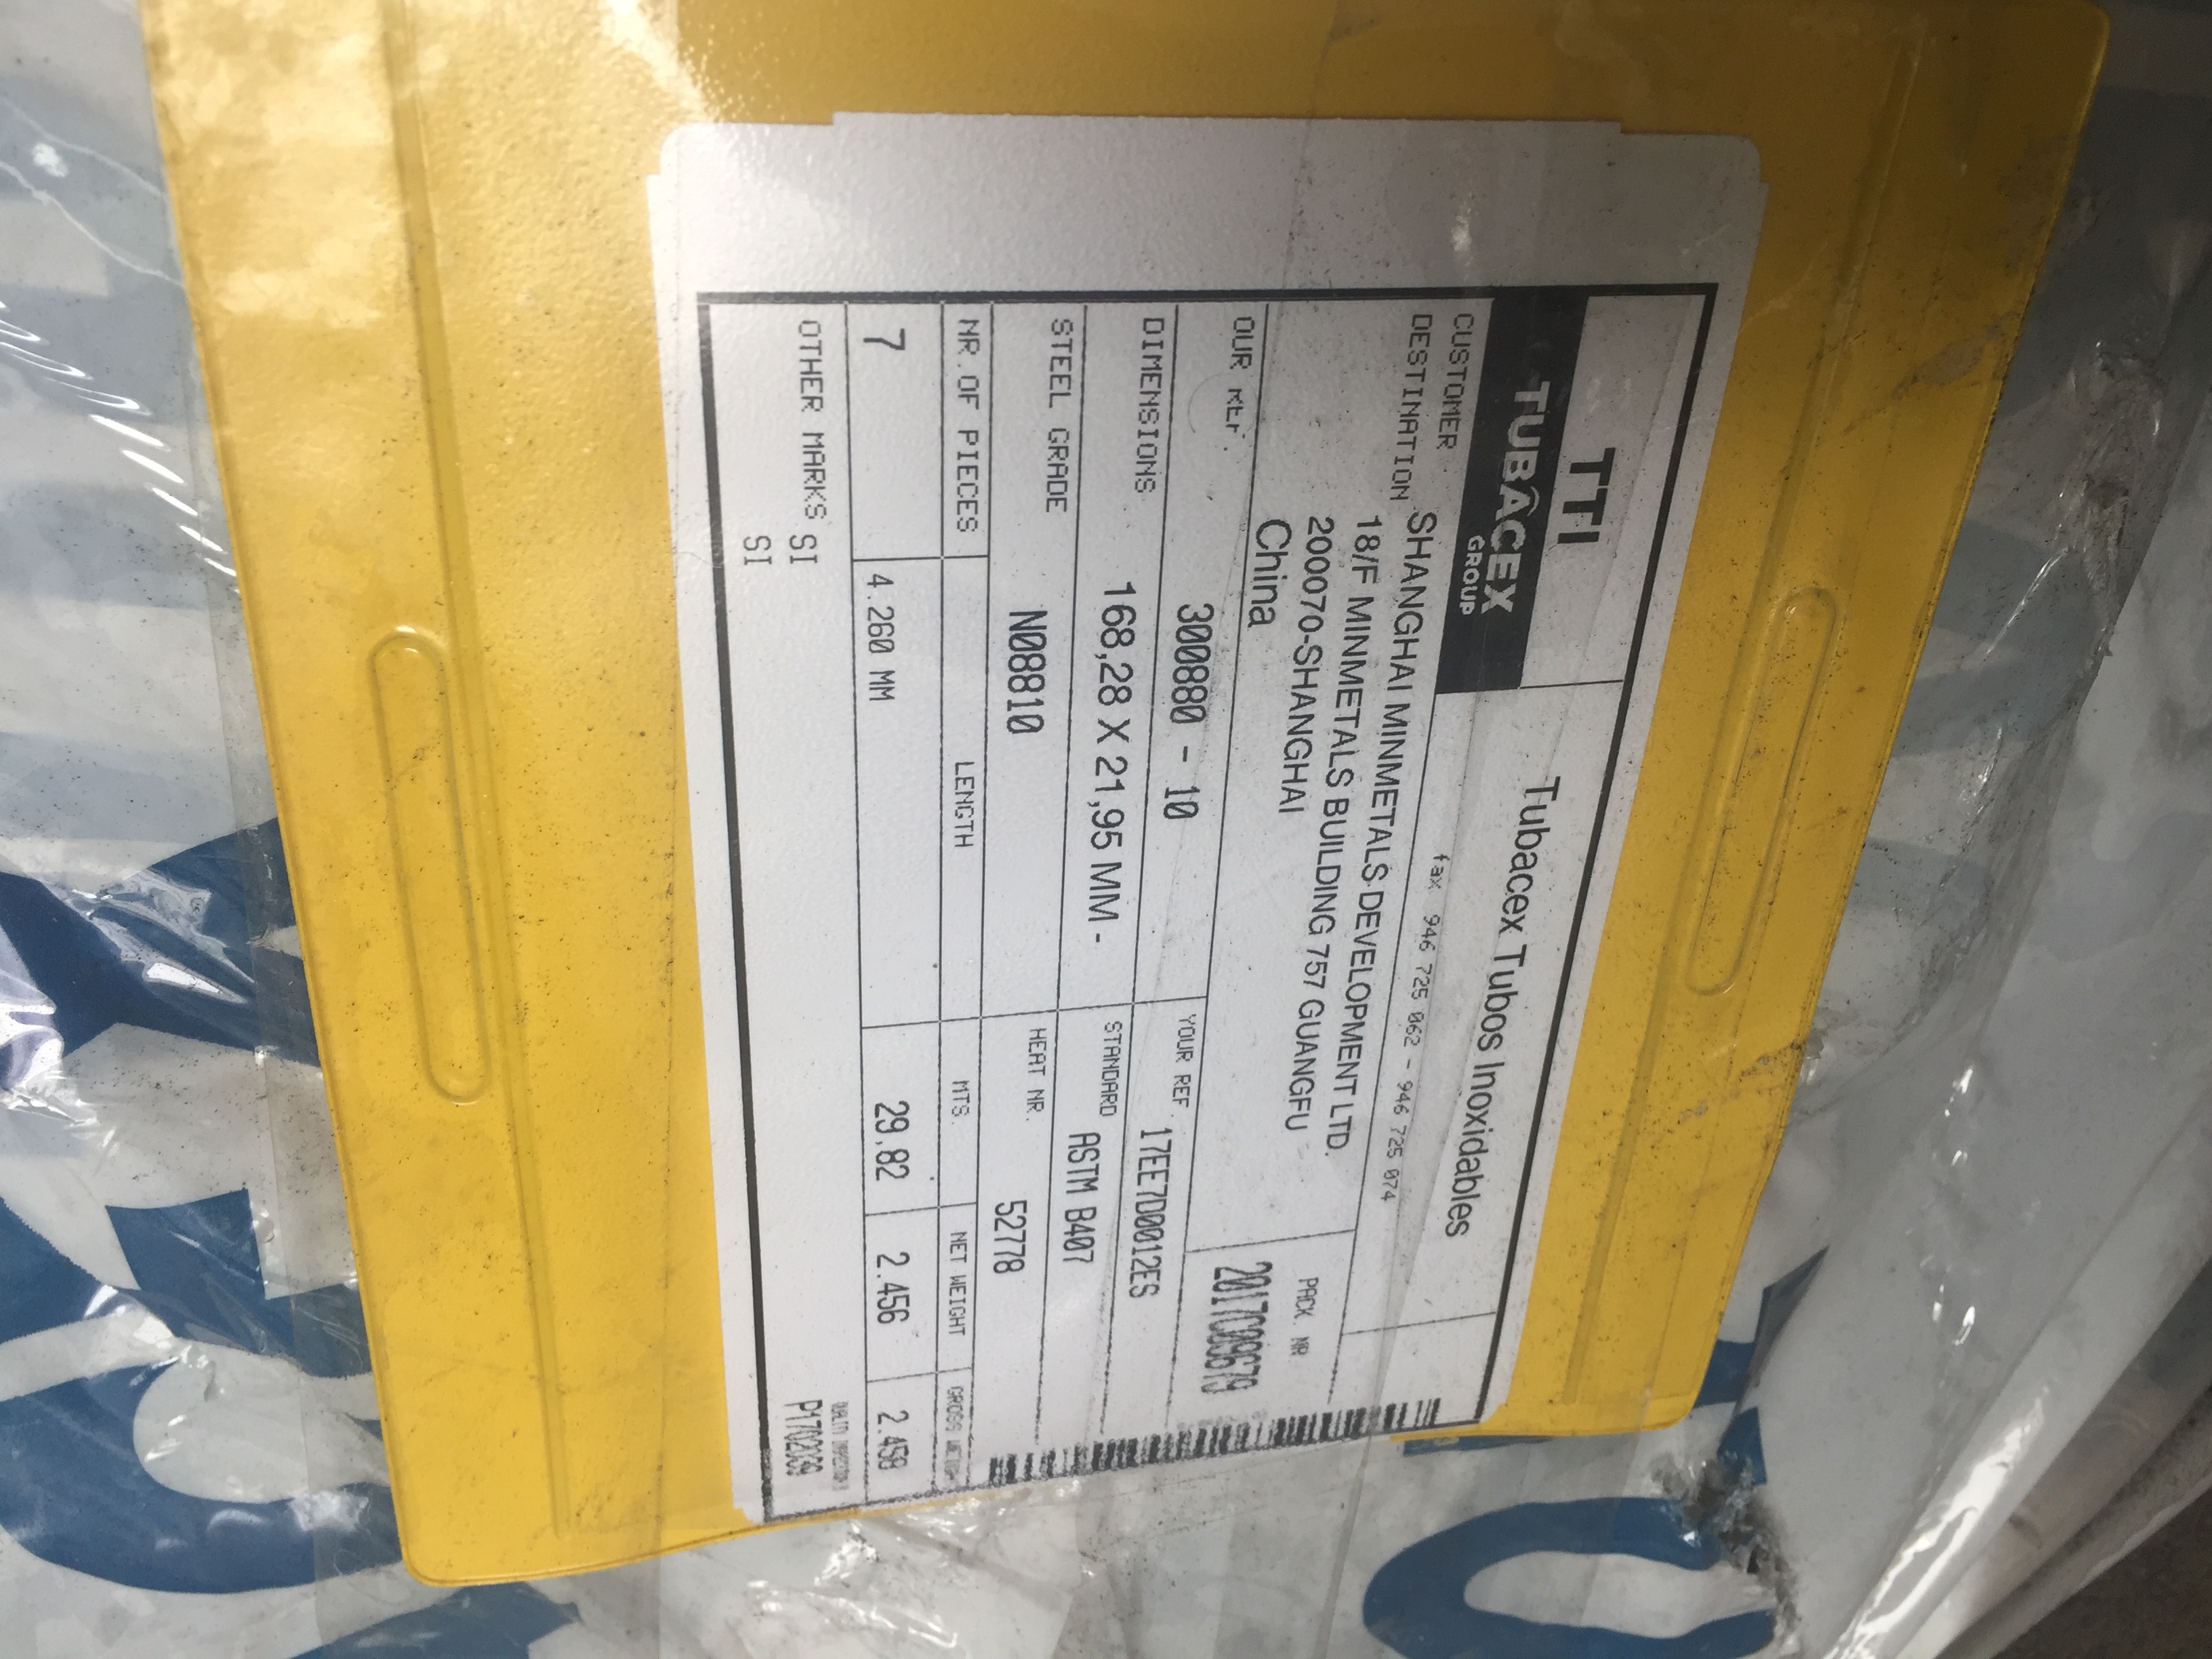 TTI
TUBACEX
GROUP
Tubacex Tubos Inoxidables
fax 946 725 062 - 946 725 074
CUSTOMER
DESTINATION
SHANGHAI MINMETALS DEVELOPMENT LTD.
18/F MINMETALS BUILDING 757 GUANGFU
200070-SHANGHAI
China
PACK. NR
2017C09679
OUR REF.
300880 - 10
YOUR REF.
17EE7D0012ES
DIMENSIONS
168,28 X 21,95 MM -
STANDARD
ASTM B407
STEEL GRADE
N08810
HEAT NR.
52778
NR.OF PIECES
LENGTH
MTS.
NET WEIGHT
GROSS WEIGHT
7
4.260 MM
29,82
2.456
2.458
OTHER MARKS
SI
SI
P1702039